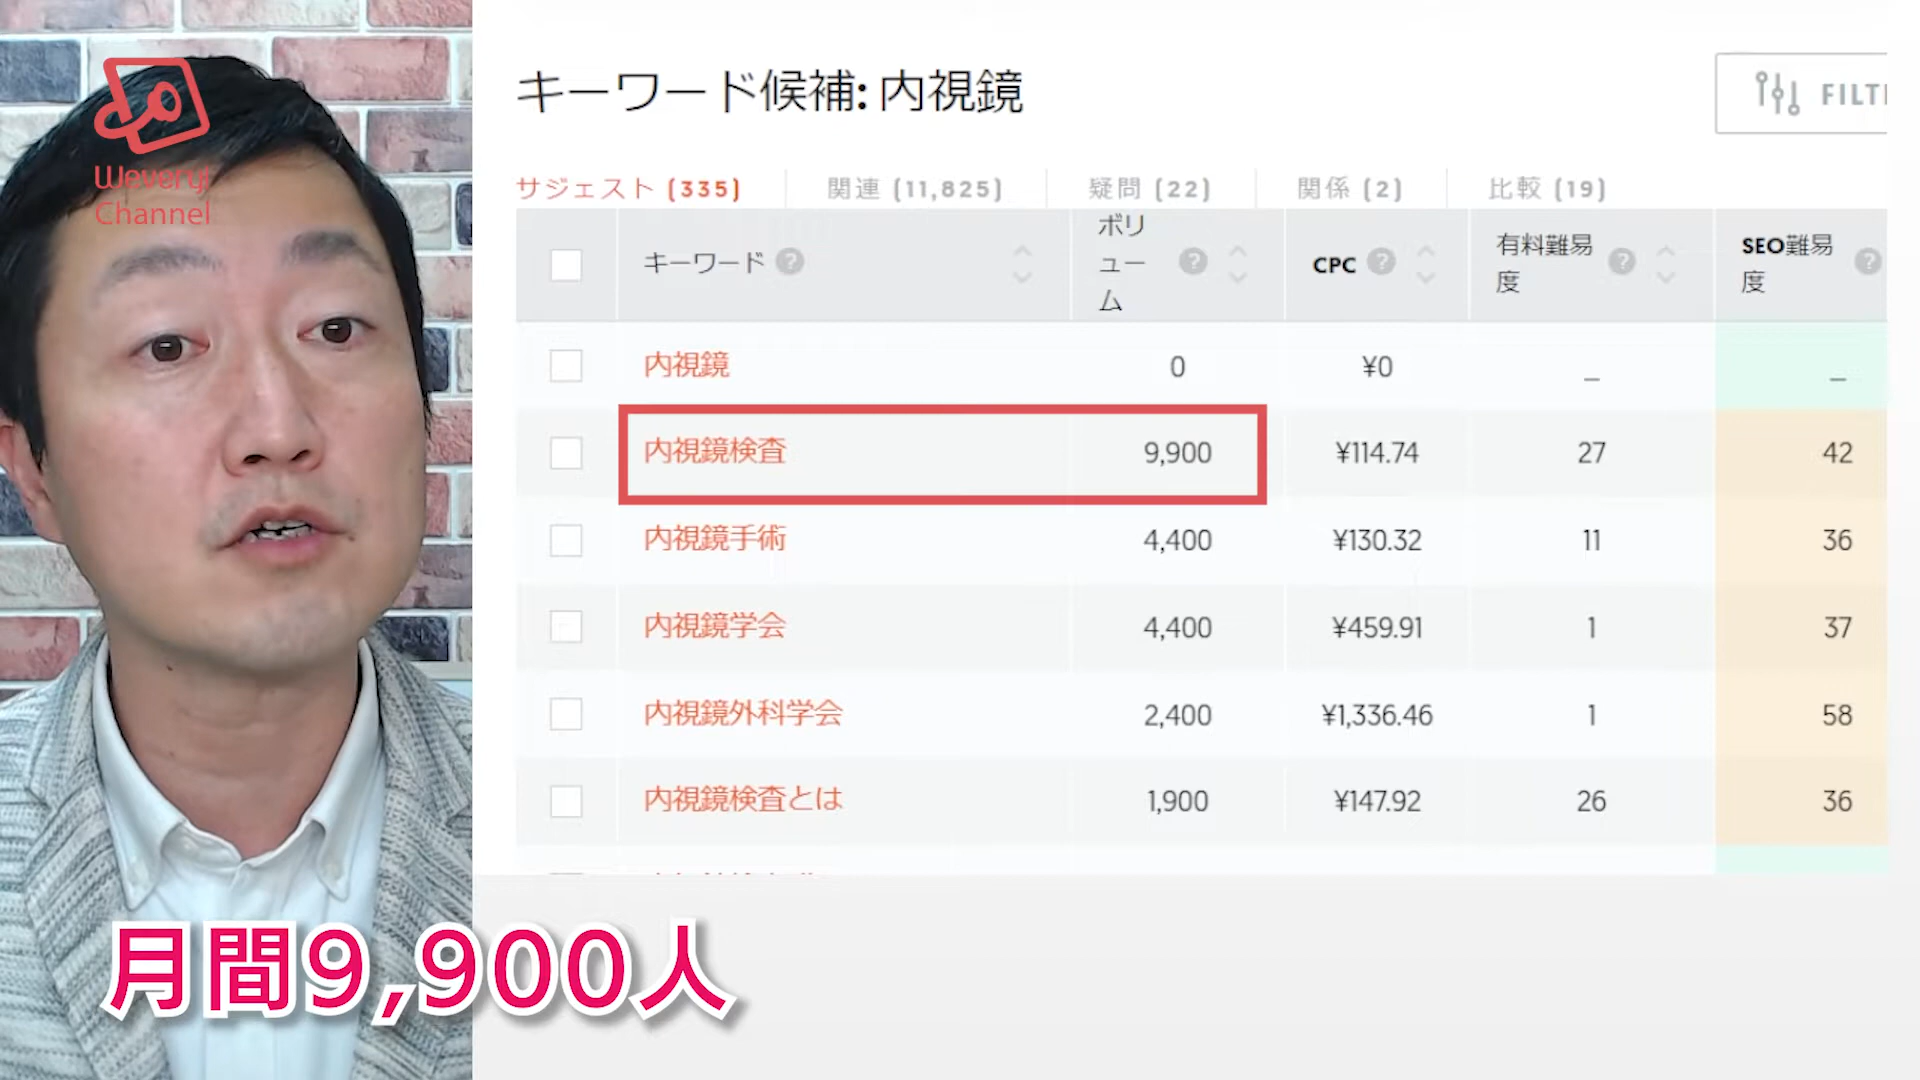 Weveryi
Channel
キーワード候補: 内視鏡
FILT
サジェスト (335) 関連 (11,825) 疑問 (22) 関係 (2) 比較 (19)
キーワード ? ボリューム ? CPC ? 有料難易度 ? SEO難易度 ?
内視鏡 0 ¥0 – –
内視鏡検査 9,900 ¥114.74 27 42
内視鏡手術 4,400 ¥130.32 11 36
内視鏡学会 4,400 ¥459.91 1 37
内視鏡外科学会 2,400 ¥1,336.46 1 58
内視鏡検査とは 1,900 ¥147.92 26 36
月間9,900人